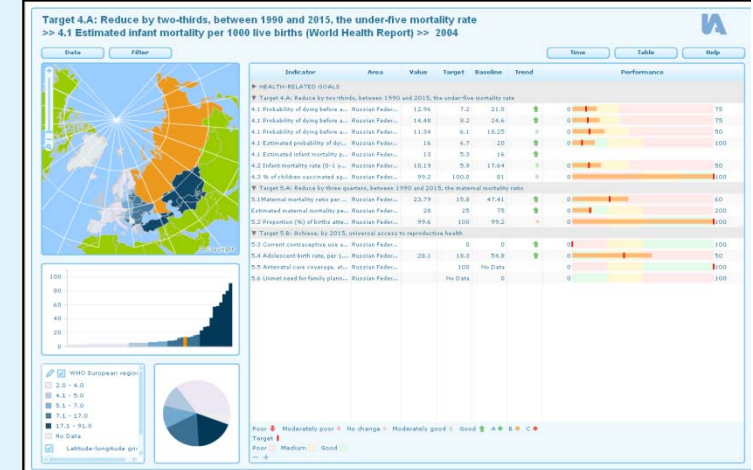 Target 4.A: Reduce by two-thirds, between 1990 and 2015, the under-five mortality rate
>> 4.1 Estimated infant mortality per 1000 live births (World Health Report) >> 2004
Data Filter Time Table Help
Indicator Area Value Target Baseline Trend Performance
HEALTH-RELATED GOALS
Target 4.A: Reduce by two-thirds, between 1990 and 2015, the under-five mortality rate
4.1 Probability of dying before a... Russian Feder... 12.96 7.2 21.5 0 75
4.1 Probability of dying before a... Russian Feder... 14.48 8.2 24.6 0 75
4.1 Probability of dying before a... Russian Feder... 11.34 6.1 18.25 0 50
4.1 Estimated probability of dyi... Russian Feder... 16 6.7 20 0 100
4.1 Estimated infant mortality p... Russian Feder... 13 5.3 16
4.2 Infant mortality rate (0-1 y... Russian Feder... 10.19 5.9 17.64 0 50
4.3 % of children vaccinated ag... Russian Feder... 99.2 100.0 81 0 100
Target 5.A: Reduce by three quarters, between 1990 and 2015, the maternal mortality ratio
5.1Maternal mortality ratio per ... Russian Feder... 23.79 15.8 47.41 0 60
Estimated maternal mortality pa... Russian Feder... 28 25 75 0 200
5.2 Proportion (%) of births atte... Russian Feder... 99.6 100 99.2 0 100
Target 5.B: Achieve, by 2015, universal access to reproductive health
5.3 Current contraceptive use a... Russian Feder... 0 0 0 100
5.4 Adolescent birth rate, per 1,... Russian Feder... 28.1 18.3 54.8 0 50
5.5 Antenatal care coverage, at... Russian Feder... 100 No Data 0 100
5.6 Unmet need for family plann... Russian Feder... No Data 0 0 100
© Copyright
100
80
60
40
20
0
WHO European region
2.0 - 4.0
4.1 - 5.0
5.1 - 7.0
7.1 - 17.0
17.1 - 91.0
No Data
Latitude-longitude grid
Poor Moderately poor No change Moderately good Good A B C
Target
Poor Medium Good
− +